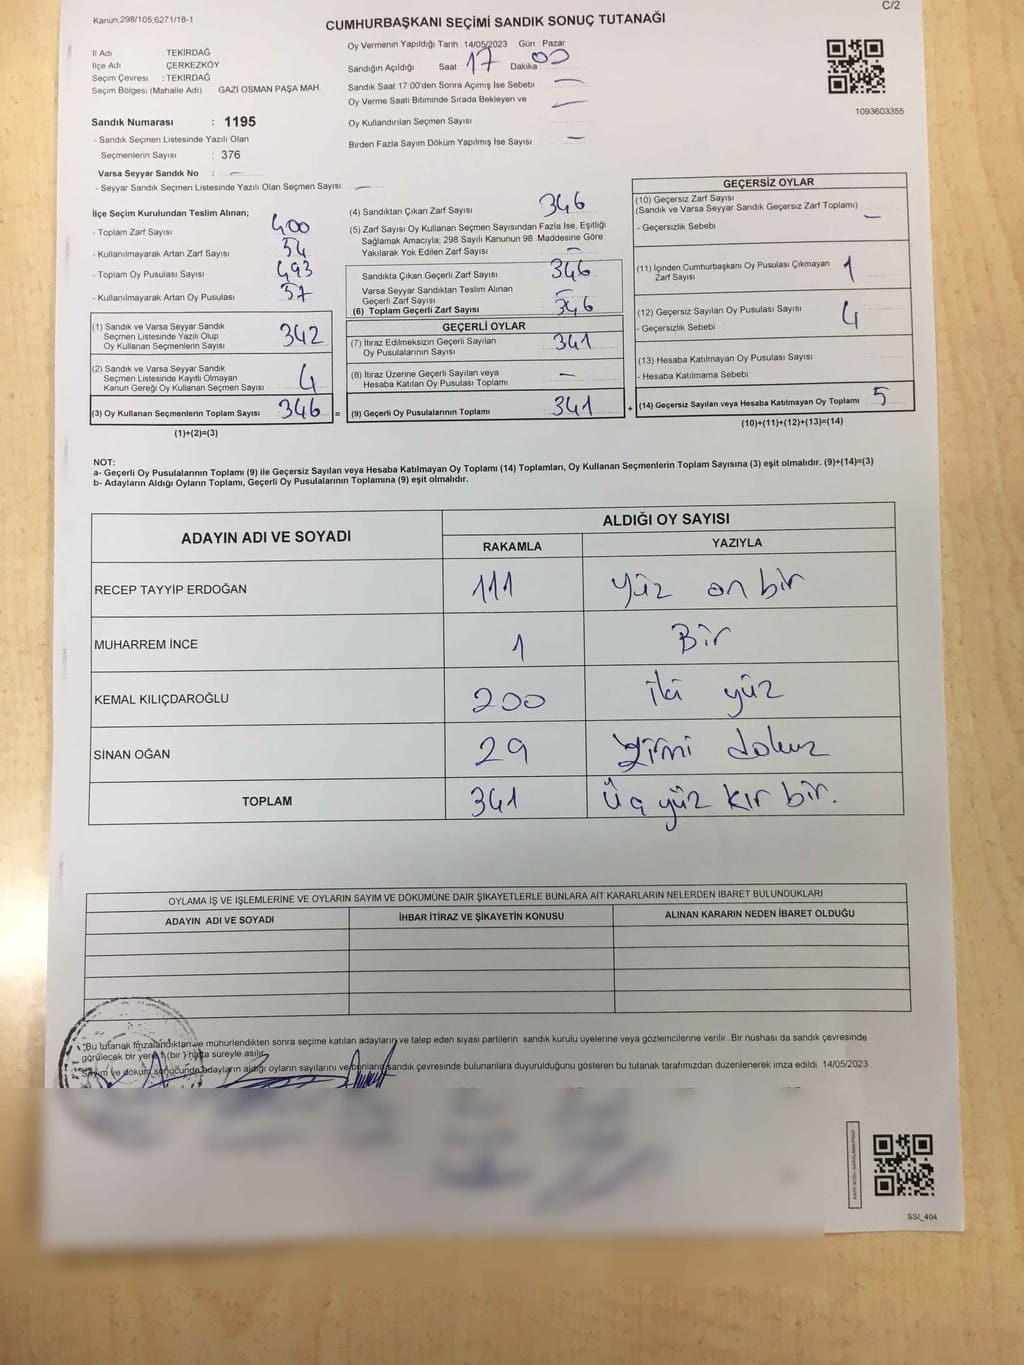 Kanun;298/105;6271/18-1
C/2
CUMHURBAŞKANI SEÇİMİ SANDIK SONUÇ TUTANAĞI
İl Adı TEKİRDAĞ
İlçe Adı ÇERKEZKÖY
Seçim Çevresi : TEKİRDAĞ
Seçim Bölgesi (Mahalle Adı) GAZİ OSMAN PAŞA MAH.
Oy Vermenin Yapıldığı Tarih : 14/05/2023 Gün : Pazar
Sandığın Açıldığı Saat 17 Dakika 00
Sandık Saat 17:00'den Sonra Açımış İse Sebebi —
Oy Verme Saati Bitiminde Sırada Bekleyen ve —
Oy Kullandırılan Seçmen Sayısı
Birden Fazla Sayım Döküm Yapılmış İse Sayısı : —
1093603355
Sandık Numarası : 1195
- Sandık Seçmen Listesinde Yazılı Olan
Seçmenlerin Sayısı : 376
Varsa Seyyar Sandık No : —
- Seyyar Sandık Seçmen Listesinde Yazılı Olan Seçmen Sayısı: —
İlçe Seçim Kurulundan Teslim Alınan;
- Toplam Zarf Sayısı 400
- Kullanılmayarak Artan Zarf Sayısı 54
- Toplam Oy Pusulası Sayısı 493
- Kullanılmayarak Artan Oy Pusulası
(1) Sandık ve Varsa Seyyar Sandık
Seçmen Listesinde Yazılı Olup
Oy Kullanan Seçmenlerin Sayısı 342
(2) Sandık ve Varsa Seyyar Sandık
Seçmen Listesinde Kayıtlı Olmayan
Kanun Gereği Oy Kullanan Seçmen Sayısı 4
(3) Oy Kullanan Seçmenlerin Toplam Sayısı 346 =
(1)+(2)=(3)
(4) Sandıktan Çıkan Zarf Sayısı 346
(5) Zarf Sayısı Oy Kullanan Seçmen Sayısından Fazla İse, Eşitliği
Sağlamak Amacıyla; 298 Sayılı Kanunun 98. Maddesine Göre
Yakılarak Yok Edilen Zarf Sayısı : —
Sandıkta Çıkan Geçerli Zarf Sayısı 346
Varsa Seyyar Sandıktan Teslim Alınan
Geçerli Zarf Sayısı —
(6) Toplam Geçerli Zarf Sayısı 346
GEÇERLİ OYLAR
(7) İtiraz Edilmeksizin Geçerli Sayılan
Oy Pusulalarının Sayısı 341
(8) İtiraz Üzerine Geçerli Sayılan veya
Hesaba Katılan Oy Pusulası Toplamı —
(9) Geçerli Oy Pusulalarının Toplamı 341 +
GEÇERSİZ OYLAR
(10) Geçersiz Zarf Sayısı
(Sandık ve Varsa Seyyar Sandık Geçersiz Zarf Toplamı) —
- Geçersizlik Sebebi
(11) İçinden Cumhurbaşkanı Oy Pusulası Çıkmayan
Zarf Sayısı 1
(12) Geçersiz Sayılan Oy Pusulası Sayısı 4
- Geçersizlik Sebebi
(13) Hesaba Katılmayan Oy Pusulası Sayısı
- Hesaba Katılmama Sebebi
(14) Geçersiz Sayılan veya Hesaba Katılmayan Oy Toplamı 5
(10)+(11)+(12)+(13)=(14)
NOT:
a- Geçerli Oy Pusulalarının Toplamı (9) ile Geçersiz Sayılan veya Hesaba Katılmayan Oy Toplamı (14) Toplamları, Oy Kullanan Seçmenlerin Toplam Sayısına (3) eşit olmalıdır. (9)+(14)=(3)
b- Adayların Aldığı Oyların Toplamı, Geçerli Oy Pusulalarının Toplamına (9) eşit olmalıdır.
ADAYIN ADI VE SOYADI ALDIĞI OY SAYISI
RAKAMLA YAZIYLA
RECEP TAYYİP ERDOĞAN 111 yüz on bir
MUHARREM İNCE 1 Bir
KEMAL KILIÇDAROĞLU 200 iki yüz
SİNAN OĞAN 29 yirmi dokuz
TOPLAM 341 Üç yüz kır bir.
OYLAMA İŞ VE İŞLEMLERİNE VE OYLARIN SAYIM VE DÖKÜMÜNE DAİR ŞİKAYETLERLE BUNLARA AİT KARARLARIN NELERDEN İBARET BULUNDUKLARI
ADAYIN ADI VE SOYADI İHBAR İTİRAZ VE ŞİKAYETİN KONUSU ALINAN KARARIN NEDEN İBARET OLDUĞU
"Bu tutanak imzalandıktan ve mühürlendikten sonra seçime katılan adayların ve talep eden siyasi partilerin sandık kurulu üyelerine veya gözlemcilerine verilir .Bir nüshası da sandık çevresinde
görülecek bir yere 1 (bir ) hafta süreyle asılır.
Sayım ve döküm sonucunda adayların aldığı oyların sayılarını ve bunların sandık çevresinde bulunanlara duyurulduğunu gösteren bu tutanak tarafımızdan düzenlenerek imza edildi. 14/05/2023
SSI_404